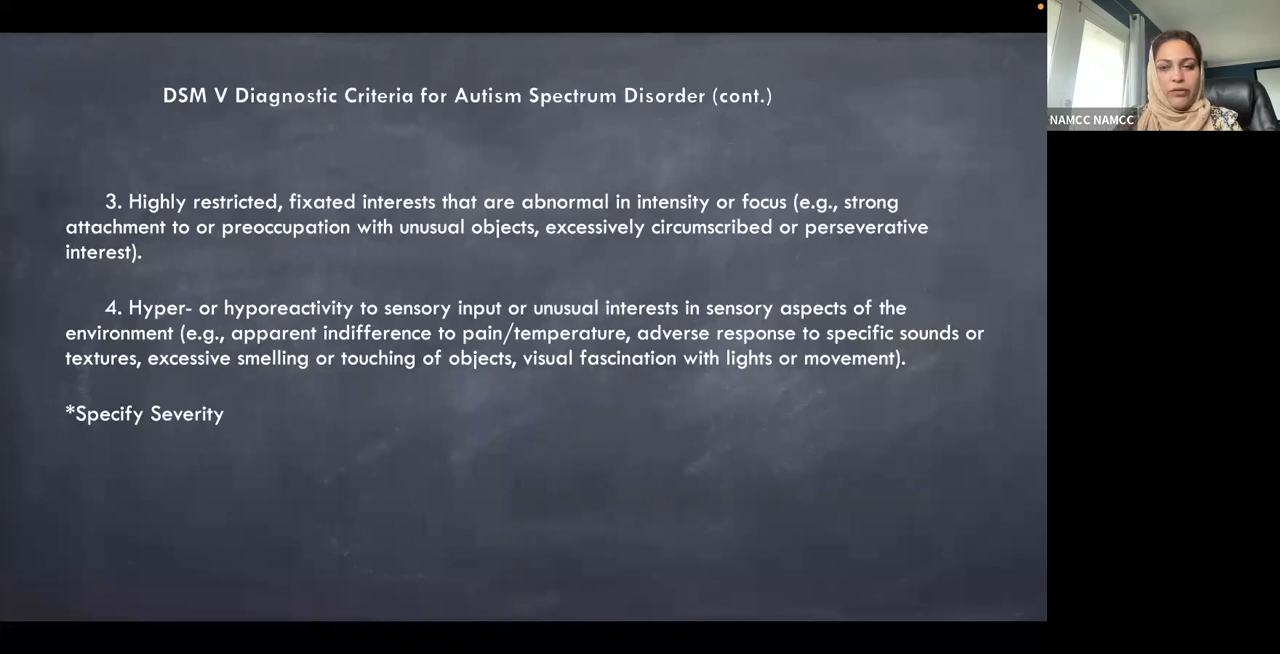 DSM V Diagnostic Criteria for Autism Spectrum Disorder (cont.)
3. Highly restricted, fixated interests that are abnormal in intensity or focus (e.g., strong
attachment to or preoccupation with unusual objects, excessively circumscribed or perseverative
interest).
4. Hyper- or hyporeactivity to sensory input or unusual interests in sensory aspects of the
environment (e.g., apparent indifference to pain/temperature, adverse response to specific sounds or
textures, excessive smelling or touching of objects, visual fascination with lights or movement).
*Specify Severity
NAMCC NAMCC